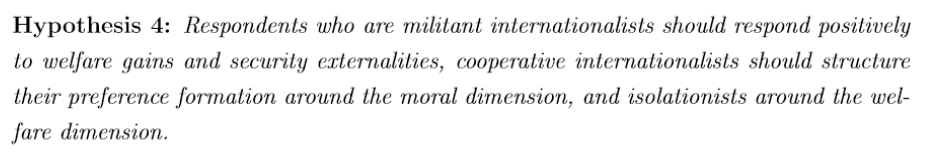 Hypothesis 4: Respondents who are militant internationalists should respond positively
to welfare gains and security externalities, cooperative internationalists should structure
their preference formation around the moral dimension, and isolationists around the wel-
fare dimension.